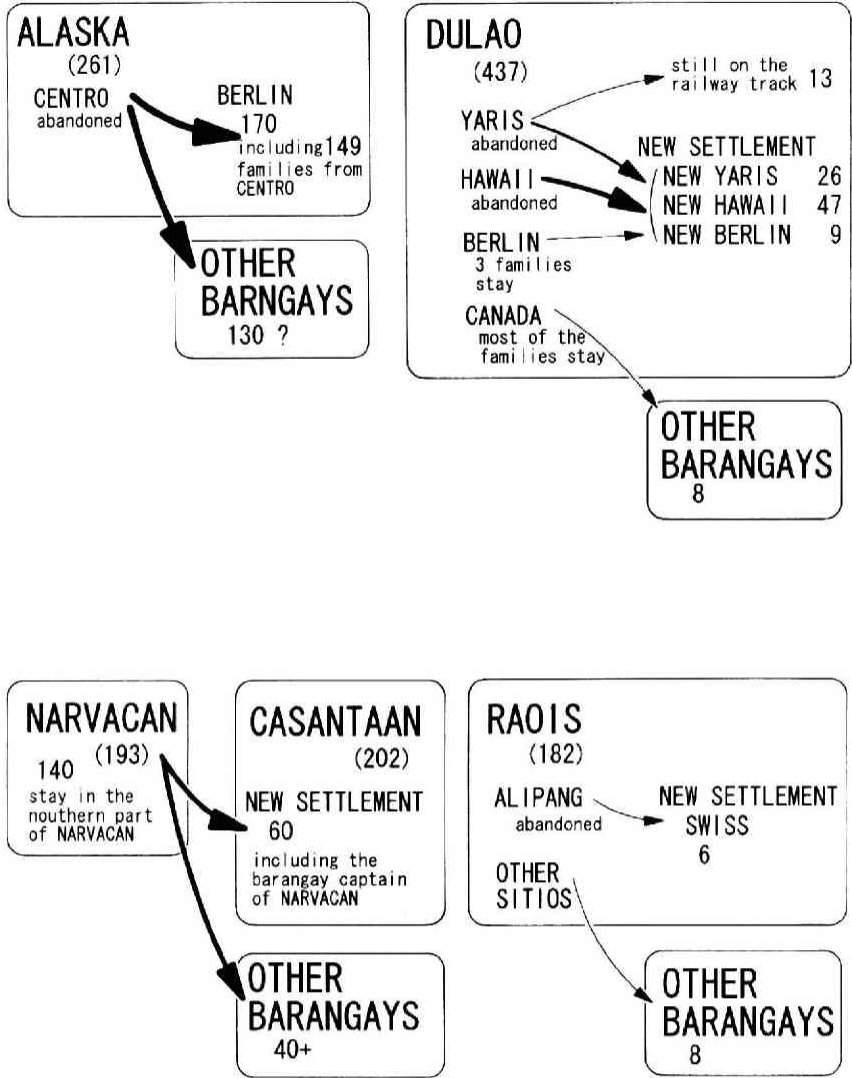 ALASKA
(261)
CENTRO
abandoned
BERLIN
170
including 149
families from
CENTRO
OTHER
BARNGAYS
130 ?
DULAO
(437)
still on the
railway track 13
YARIS
abandoned
NEW SETTLEMENT
NEW YARIS 26
HAWAII
abandoned
NEW HAWAII 47
BERLIN
3 families
stay
NEW BERLIN 9
CANADA
most of the
families stay
OTHER
BARANGAYS
8
NARVACAN
(193)
140
stay in the
nouthern part
of NARVACAN
CASANTAAN
(202)
NEW SETTLEMENT
60
including the
barangay captain
of NARVACAN
OTHER
BARANGAYS
40+
RAOIS
(182)
ALIPANG
abandoned
NEW SETTLEMENT
SWISS
6
OTHER
SITIOS
OTHER
BARANGAYS
8